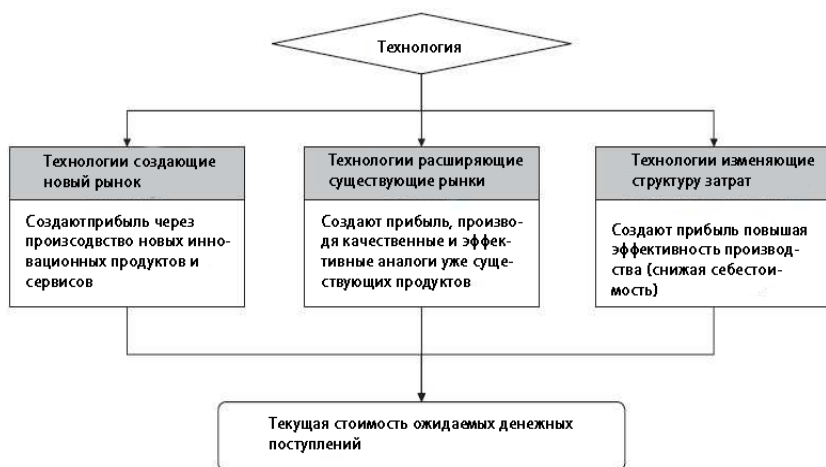 Технология
Технологии создающие
новый рынок
Создаютприбыль через
произсодвство новых инно-
вационных продуктов и
сервисов
Технологии расширяющие
существующие рынки
Создают прибыль, произво-
дя качественные и эффек-
тивные аналоги уже суще-
ствующих продуктов
Технологии изменяющие
структуру затрат
Создают прибыль повышая
эффективность производ-
ства (снижая себестои-
мость)
Текущая стоимость ожидаемых денежных
поступлений